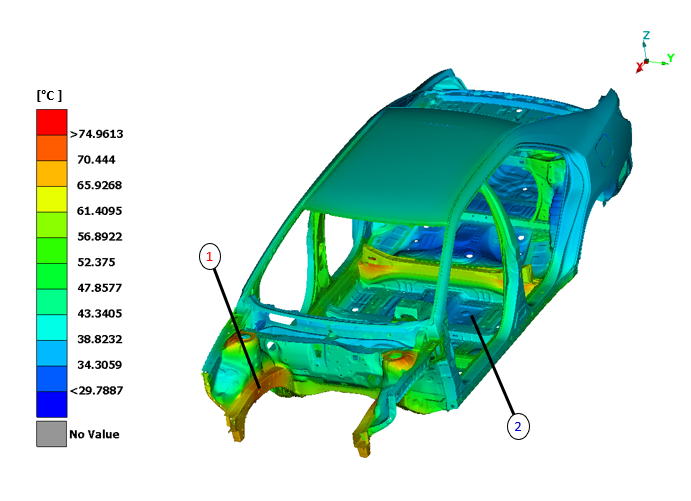 Z
Y
X
[°C ]
>74.9613
70.444
65.9268
61.4095
56.8922
52.375
47.8577
43.3405
38.8232
34.3059
<29.7887
No Value
1
2